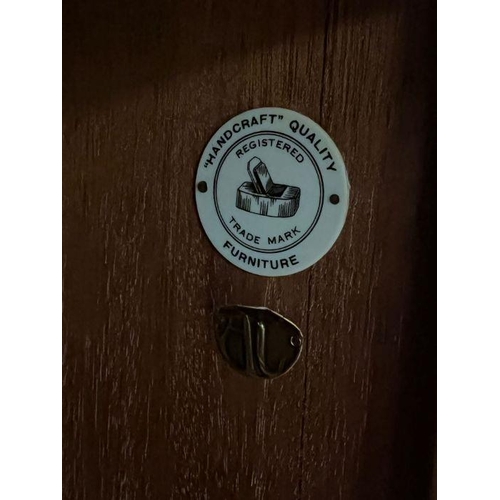 "HANDCRAFT" QUALITY
REGISTERED
TRADE MARK
FURNITURE